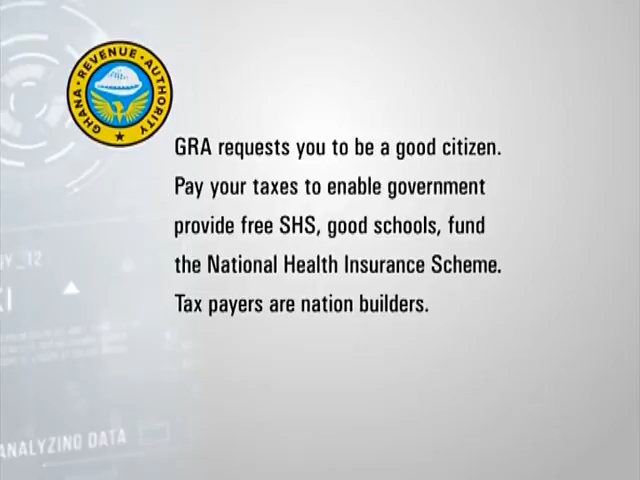 GHANA · REVENUE · AUTHORITY
GRA requests you to be a good citizen.
Pay your taxes to enable government
provide free SHS, good schools, fund
the National Health Insurance Scheme.
Tax payers are nation builders.
ANALYZING DATA